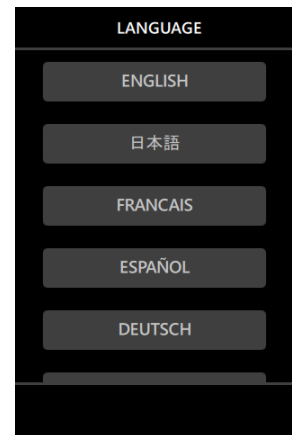 LANGUAGE
ENGLISH
日本語
FRANCAIS
ESPAÑOL
DEUTSCH